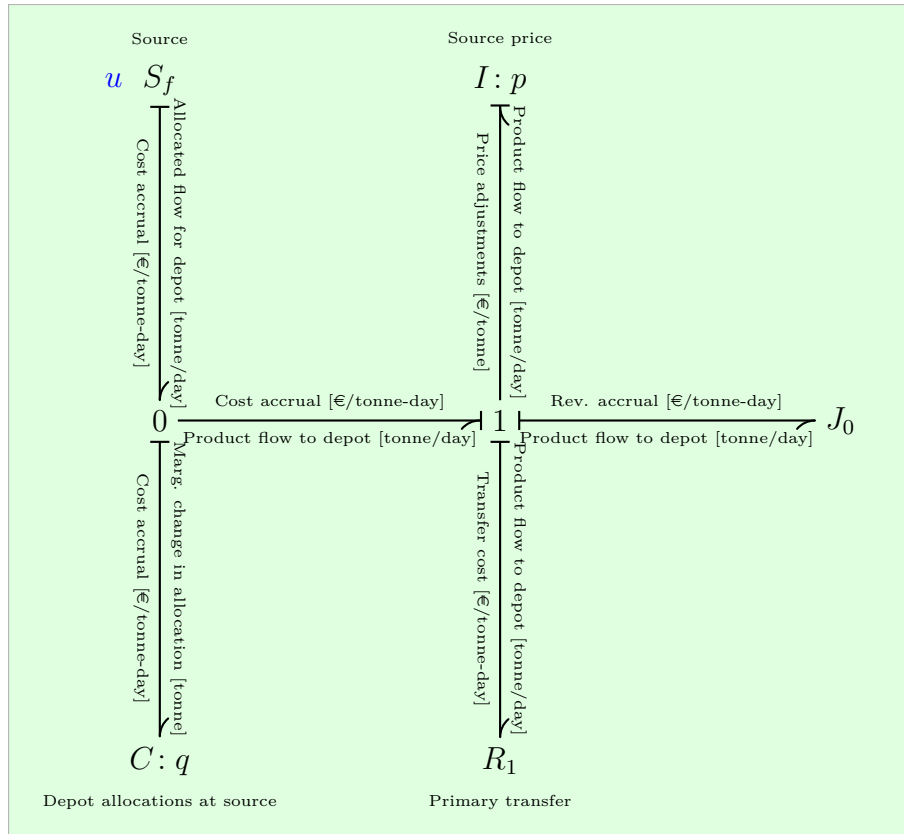 Source
Source price
u S_f
I : p
Cost accrual [€/tonne-day]
Allocated flow for depot [tonne/day]
Price adjustments [€/tonne]
Product flow to depot [tonne/day]
Cost accrual [€/tonne-day]
Rev. accrual [€/tonne-day]
0
1
J_0
Product flow to depot [tonne/day]
Product flow to depot [tonne/day]
Cost accrual [€/tonne-day]
Marg. change in allocation [tonne]
Transfer cost [€/tonne-day]
Product flow to depot [tonne/day]
C : q
R_1
Depot allocations at source
Primary transfer